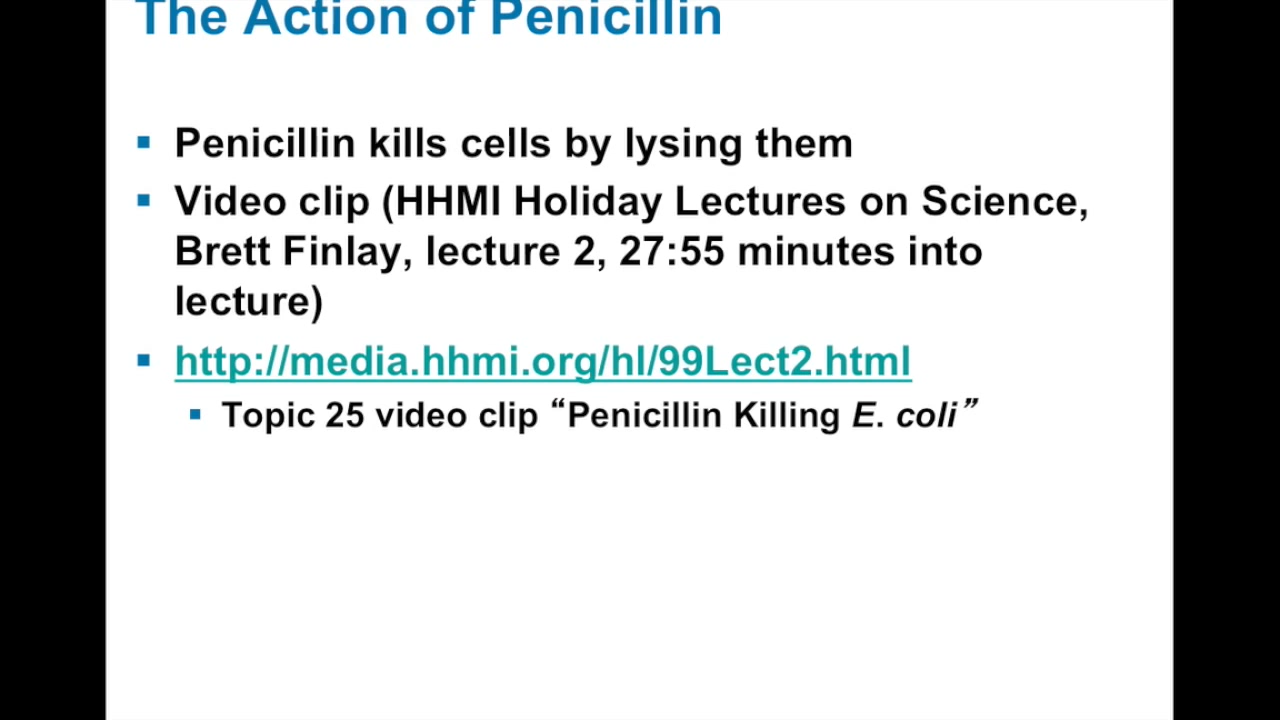 The Action of Penicillin
▪ Penicillin kills cells by lysing them
▪ Video clip (HHMI Holiday Lectures on Science,
Brett Finlay, lecture 2, 27:55 minutes into
lecture)
▪ http://media.hhmi.org/hl/99Lect2.html
▪ Topic 25 video clip “Penicillin Killing E. coli”